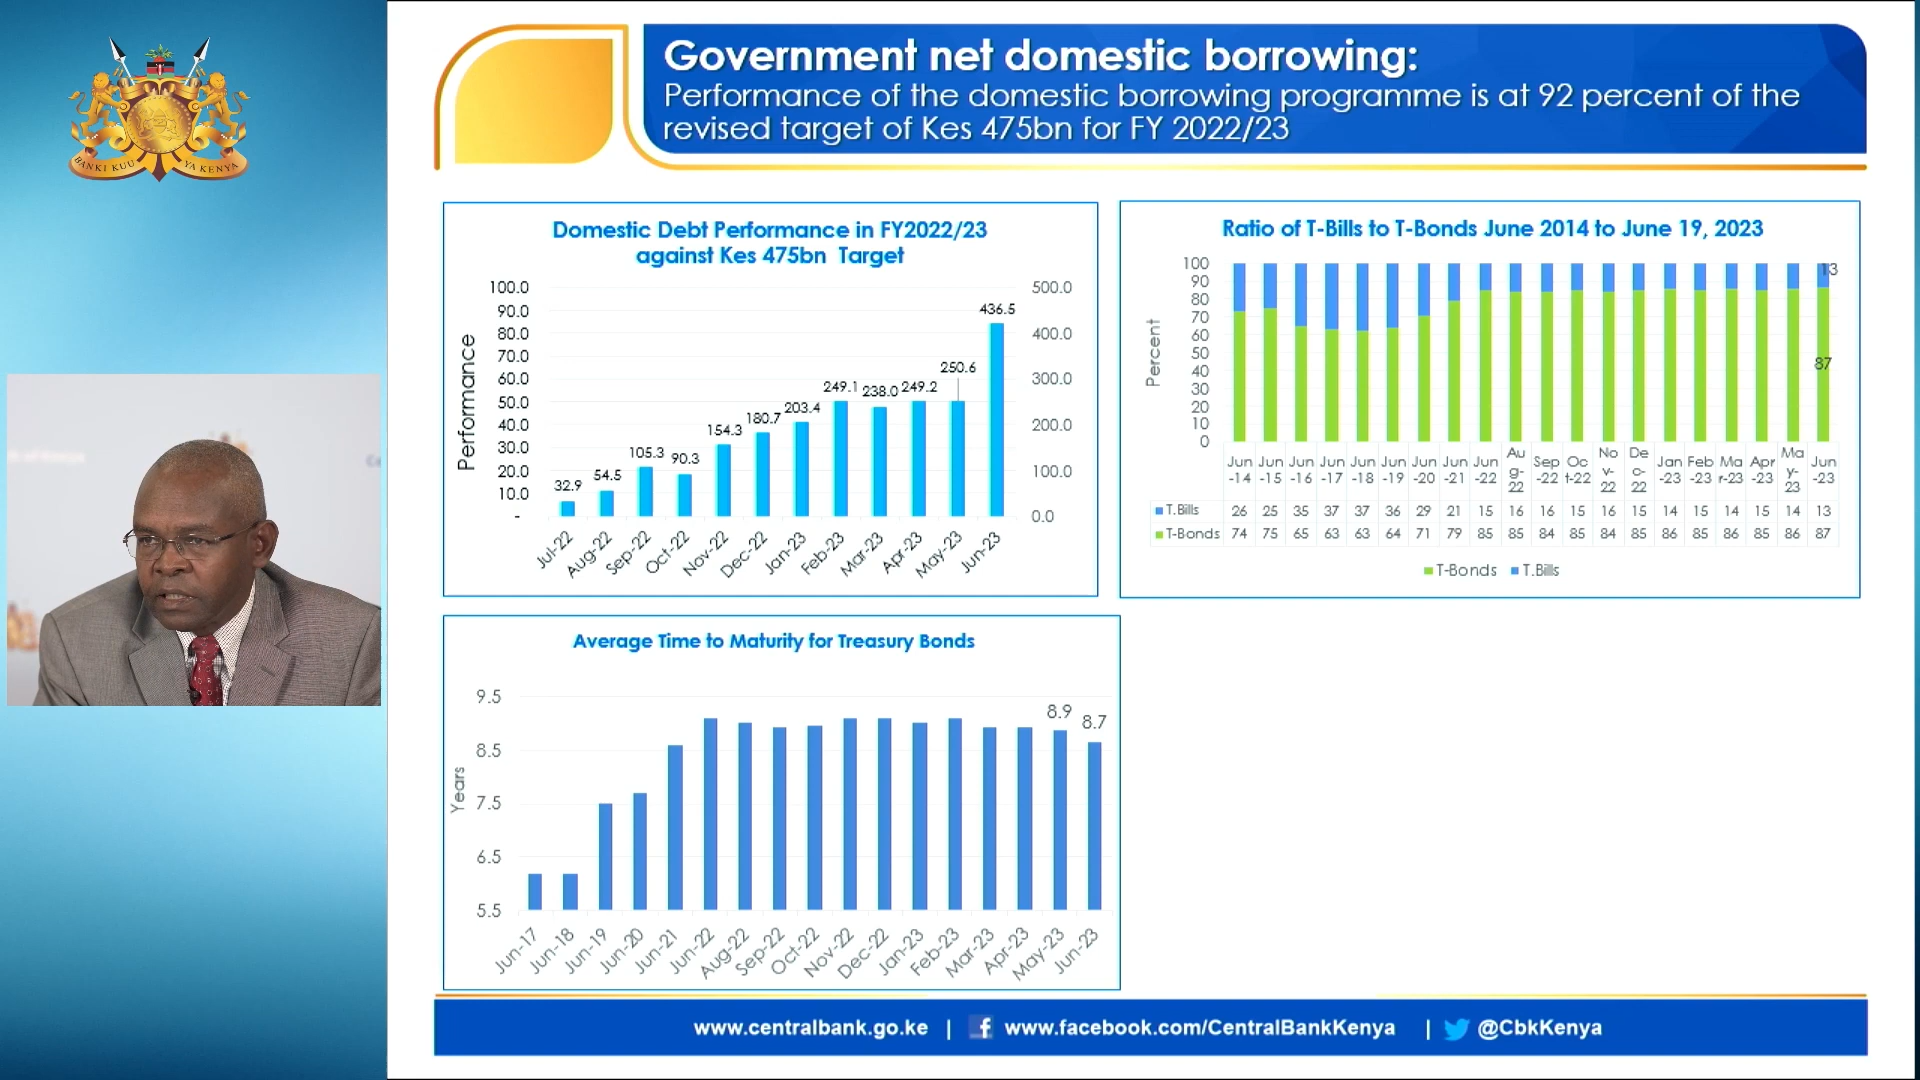 BANKI KUU YA KENYA
Government net domestic borrowing:
Performance of the domestic borrowing programme is at 92 percent of the
revised target of Kes 475bn for FY 2022/23
Domestic Debt Performance in FY2022/23
against Kes 475bn Target
Performance
100.0
90.0
80.0
70.0
60.0
50.0
40.0
30.0
20.0
10.0
-
500.0
400.0
300.0
200.0
100.0
0.0
32.9
54.5
105.3
90.3
154.3
180.7
203.4
249.1
238.0
249.2
250.6
436.5
Jul-22
Aug-22
Sep-22
Oct-22
Nov-22
Dec-22
Jan-23
Feb-23
Mar-23
Apr-23
May-23
Jun-23
Ratio of T-Bills to T-Bonds June 2014 to June 19, 2023
Percent
100
90
80
70
60
50
40
30
20
10
0
13
87
Jun-14
Jun-15
Jun-16
Jun-17
Jun-18
Jun-19
Jun-20
Jun-21
Jun-22
Aug-22
Sep-22
Oct-22
Nov-22
Dec-22
Jan-23
Feb-23
Mar-23
Apr-23
May-23
Jun-23
T.Bills 26 25 35 37 37 36 29 21 15 16 16 15 16 15 14 15 14 15 14 13
T-Bonds 74 75 65 63 63 64 71 79 85 85 84 85 84 85 86 85 86 85 86 87
T-Bonds T.Bills
Average Time to Maturity for Treasury Bonds
Years
9.5
8.5
7.5
6.5
5.5
8.9
8.7
Jun-17
Jun-18
Jun-19
Jun-20
Jun-21
Jun-22
Aug-22
Sep-22
Oct-22
Nov-22
Dec-22
Jan-23
Feb-23
Mar-23
Apr-23
May-23
Jun-23
www.centralbank.go.ke | www.facebook.com/CentralBankKenya | @CbkKenya